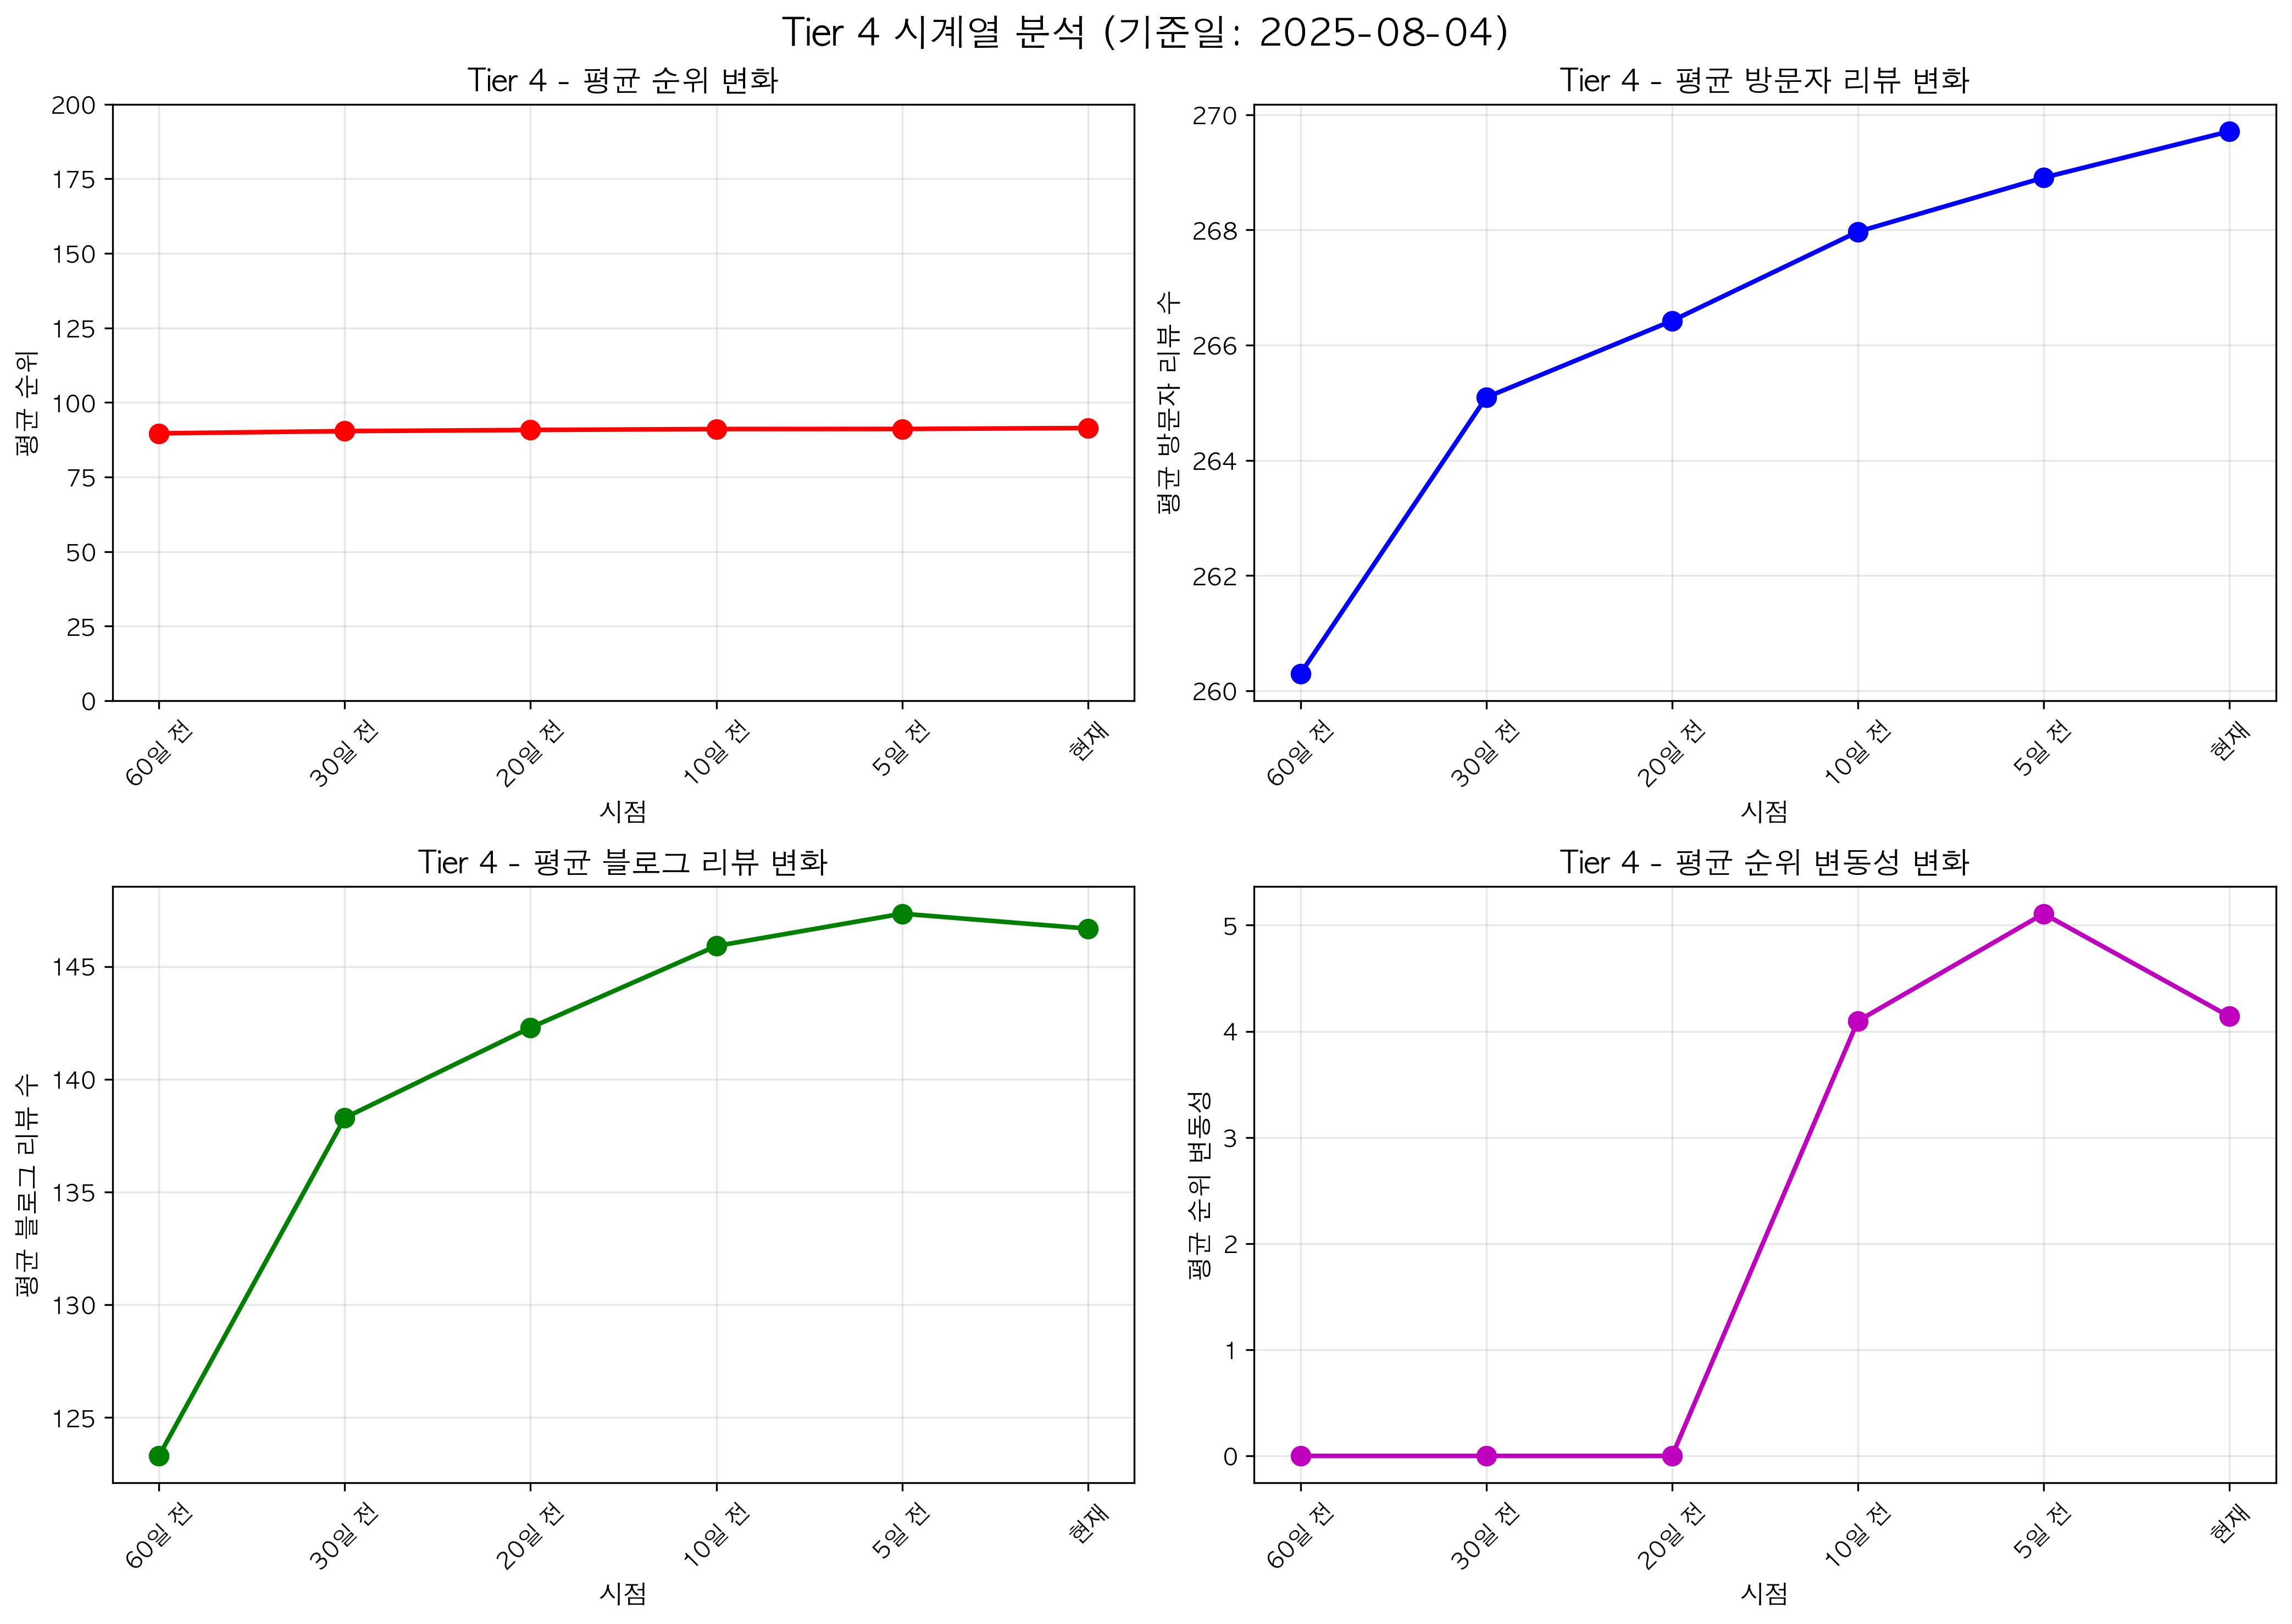 Tier 4 시계열 분석 (기준일: 2025-08-04)
Tier 4 - 평균 순위 변화
200
175
150
125
100
75
50
25
0
평균 순위
60일 전
30일 전
20일 전
10일 전
5일 전
현재
시점
Tier 4 - 평균 방문자 리뷰 변화
270
268
266
264
262
260
평균 방문자 리뷰 수
60일 전
30일 전
20일 전
10일 전
5일 전
현재
시점
Tier 4 - 평균 블로그 리뷰 변화
145
140
135
130
125
평균 블로그 리뷰 수
60일 전
30일 전
20일 전
10일 전
5일 전
현재
시점
Tier 4 - 평균 순위 변동성 변화
5
4
3
2
1
0
평균 순위 변동성
60일 전
30일 전
20일 전
10일 전
5일 전
현재
시점